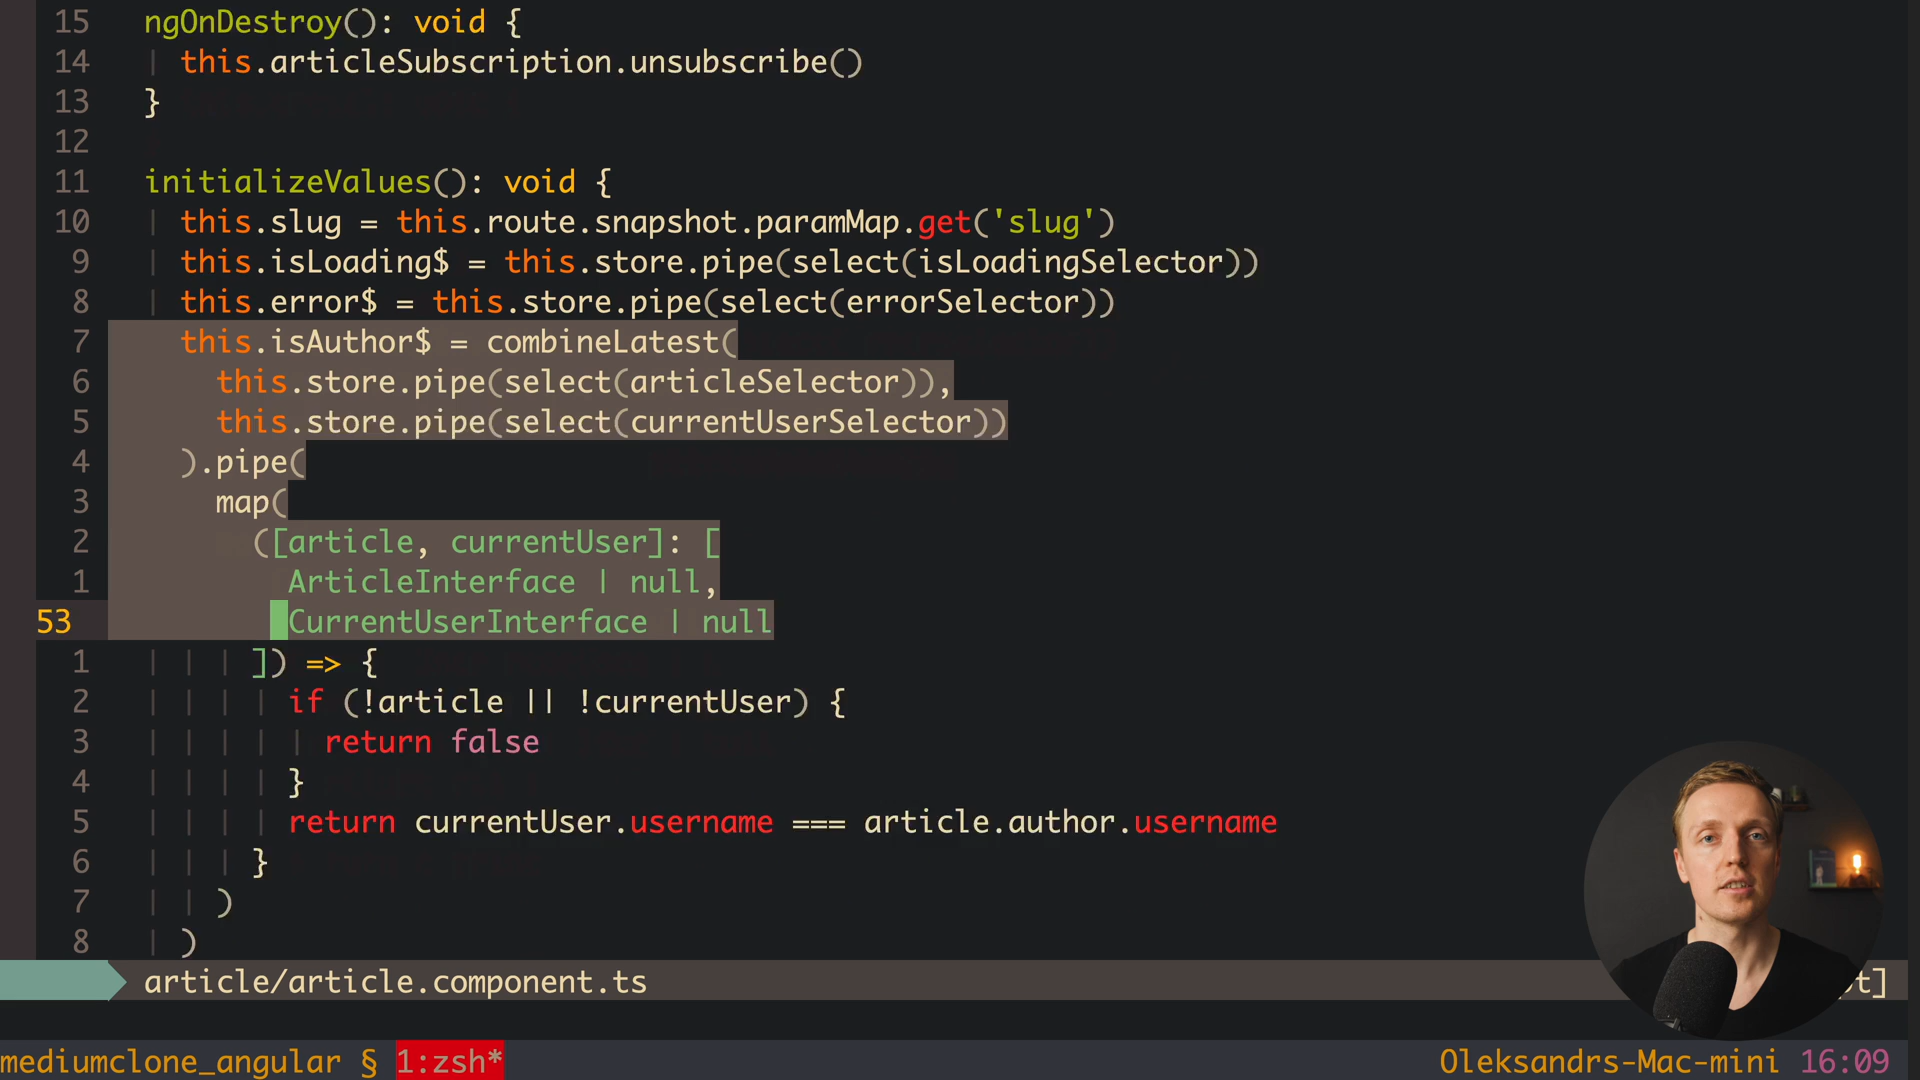 15 ngOnDestroy(): void {
14 this.articleSubscription.unsubscribe()
13 }
12
11 initializeValues(): void {
10 this.slug = this.route.snapshot.paramMap.get('slug')
9 this.isLoading$ = this.store.pipe(select(isLoadingSelector))
8 this.error$ = this.store.pipe(select(errorSelector))
7 this.isAuthor$ = combineLatest(
6 this.store.pipe(select(articleSelector)),
5 this.store.pipe(select(currentUserSelector))
4 ).pipe(
3 map(
2 ([article, currentUser]: [
1 ArticleInterface | null,
53 CurrentUserInterface | null
1 ]) => {
2 if (!article || !currentUser) {
3 return false
4 }
5 return currentUser.username === article.author.username
6 }
7 )
8 )
article/article.component.ts t]
mediumclone_angular § 1:zsh* Oleksandrs-Mac-mini 16:09